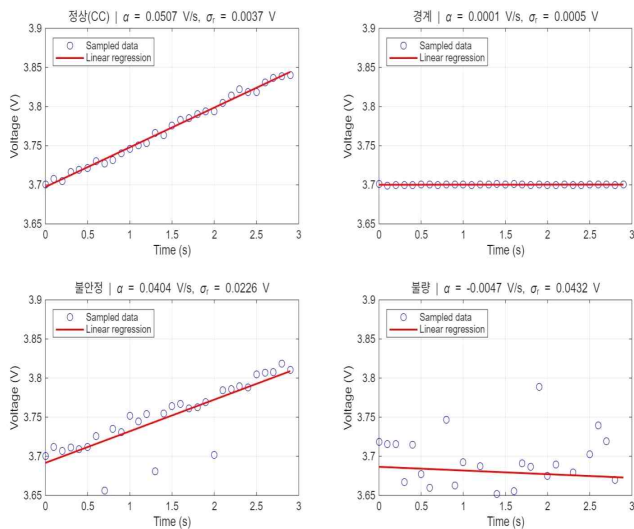 정상(CC) | α = 0.0507 V/s, σr = 0.0037 V
3.9
3.85
3.8
3.75
3.7
3.65
Voltage (V)
Sampled data
Linear regression
0
0.5
1
1.5
2
2.5
3
Time (s)
경계 | α = 0.0001 V/s, σr = 0.0005 V
3.9
3.85
3.8
3.75
3.7
3.65
Voltage (V)
Sampled data
Linear regression
0
0.5
1
1.5
2
2.5
3
Time (s)
불안정 | α = 0.0404 V/s, σr = 0.0226 V
3.9
3.85
3.8
3.75
3.7
3.65
Voltage (V)
Sampled data
Linear regression
0
0.5
1
1.5
2
2.5
3
Time (s)
불량 | α = -0.0047 V/s, σr = 0.0432 V
3.9
3.85
3.8
3.75
3.7
3.65
Voltage (V)
Sampled data
Linear regression
0
0.5
1
1.5
2
2.5
3
Time (s)